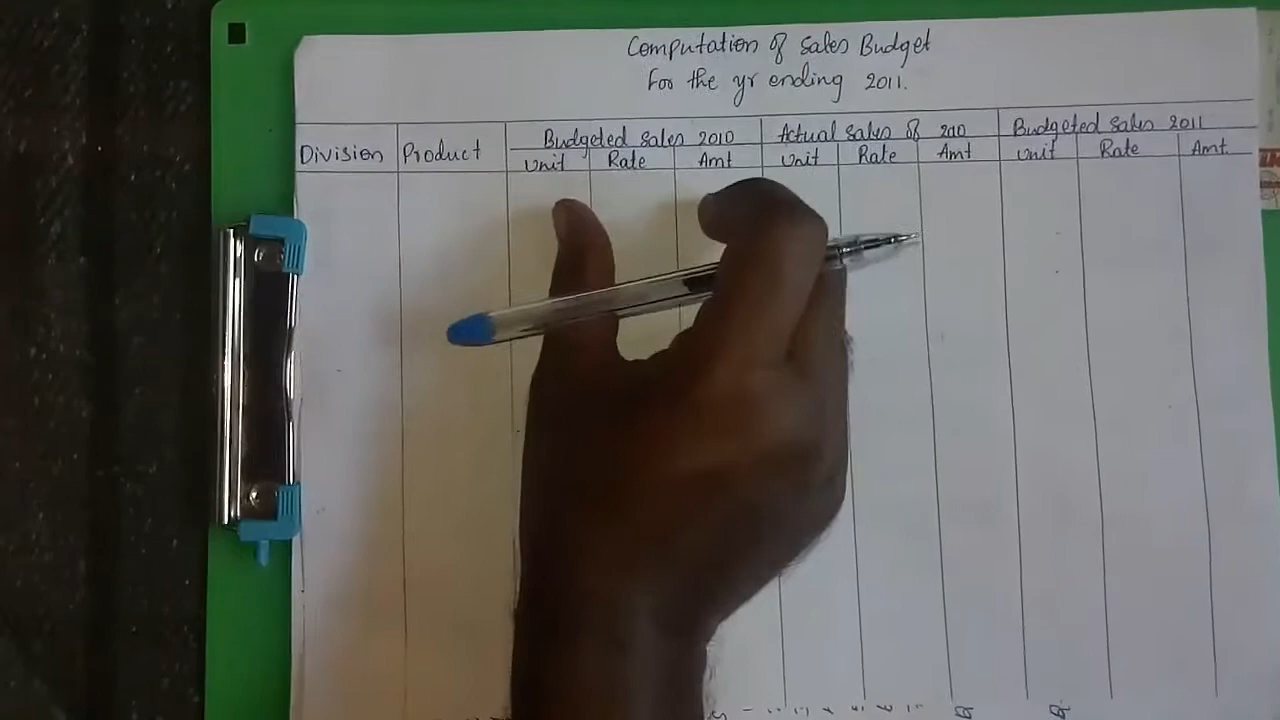 Computation of Sales Budget
For the yr ending 2011.
Division Product Budgeted Sales 2010 Actual Sales of 2010 Budgeted Sales 2011
Unit Rate Amt Unit Rate Amt Unit Rate Amt